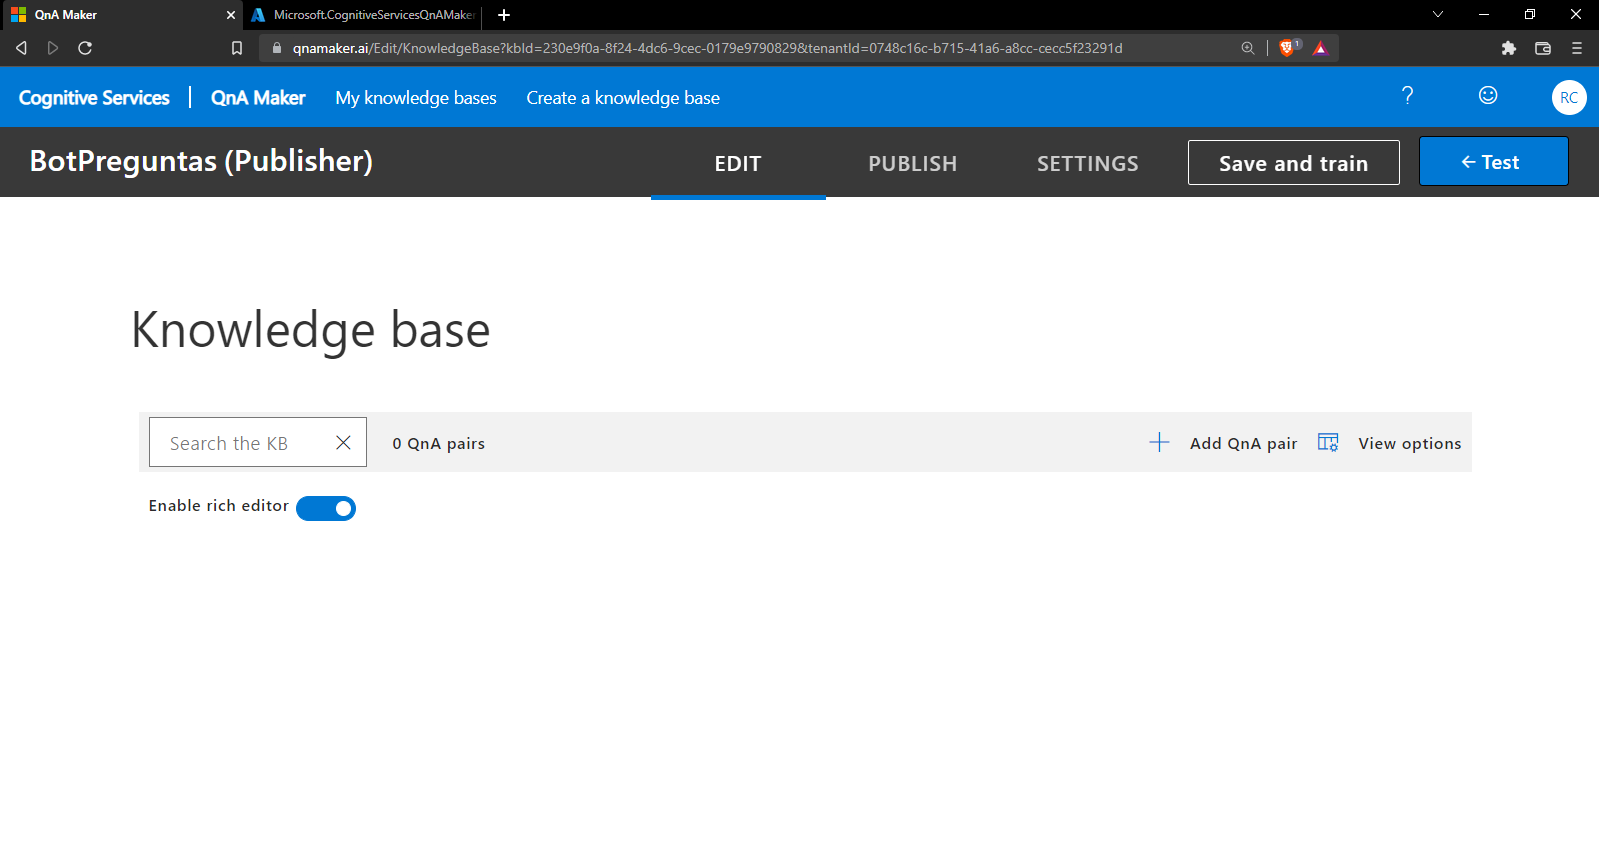 QnA Maker
Microsoft.CognitiveServicesQnAMake
qnamaker.ai/Edit/KnowledgeBase?kbId=230e9f0a-8f24-4dc6-9cec-0179e9790829&tenantId=0748c16c-b715-41a6-a8cc-cecc5f23291d
1
Cognitive Services QnA Maker My knowledge bases Create a knowledge base ? RC
BotPreguntas (Publisher) EDIT PUBLISH SETTINGS Save and train ← Test
Knowledge base
Search the KB 0 QnA pairs Add QnA pair View options
Enable rich editor